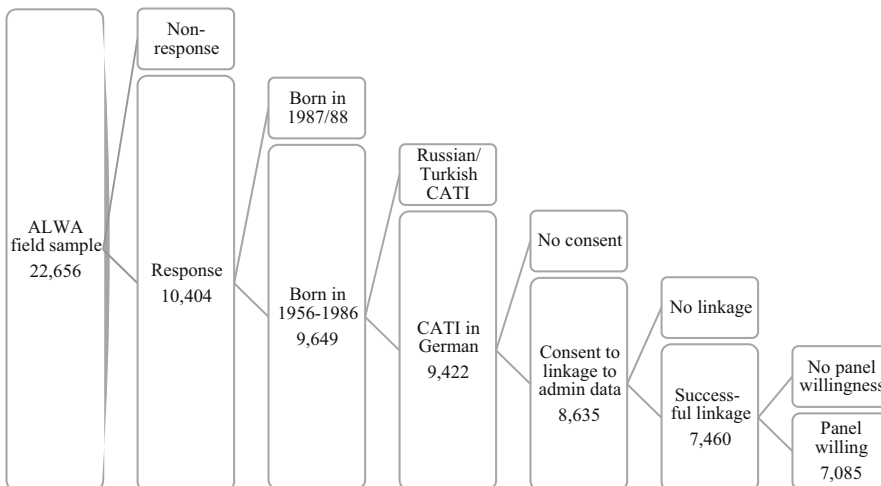 ALWA
field sample
22,656
Non-
response
Response
10,404
Born in
1987/88
Born in
1956-1986
9,649
Russian/
Turkish
CATI
CATI in
German
9,422
No consent
Consent to
linkage to
admin data
8,635
No linkage
Success-
ful linkage
7,460
No panel
willingness
Panel
willing
7,085